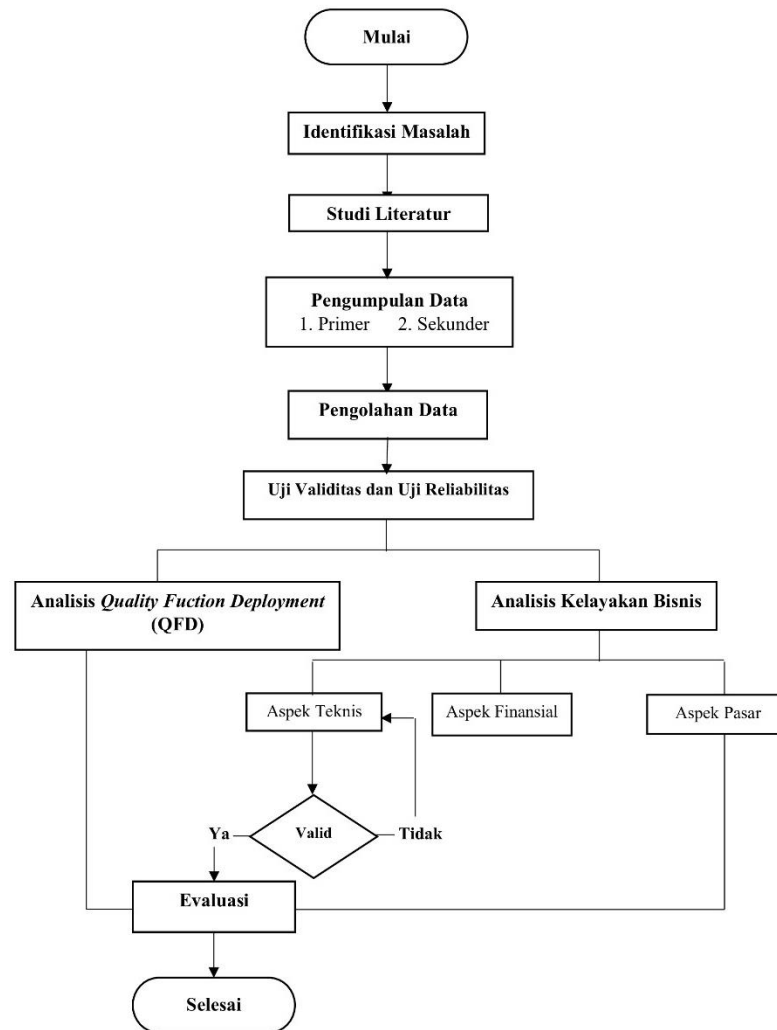 Mulai
Identifikasi Masalah
Studi Literatur
Pengumpulan Data
1. Primer 2. Sekunder
Pengolahan Data
Uji Validitas dan Uji Reliabilitas
Analisis Quality Fuction Deployment
(QFD)
Analisis Kelayakan Bisnis
Aspek Teknis
Aspek Finansial
Aspek Pasar
Ya
Valid
Tidak
Evaluasi
Selesai